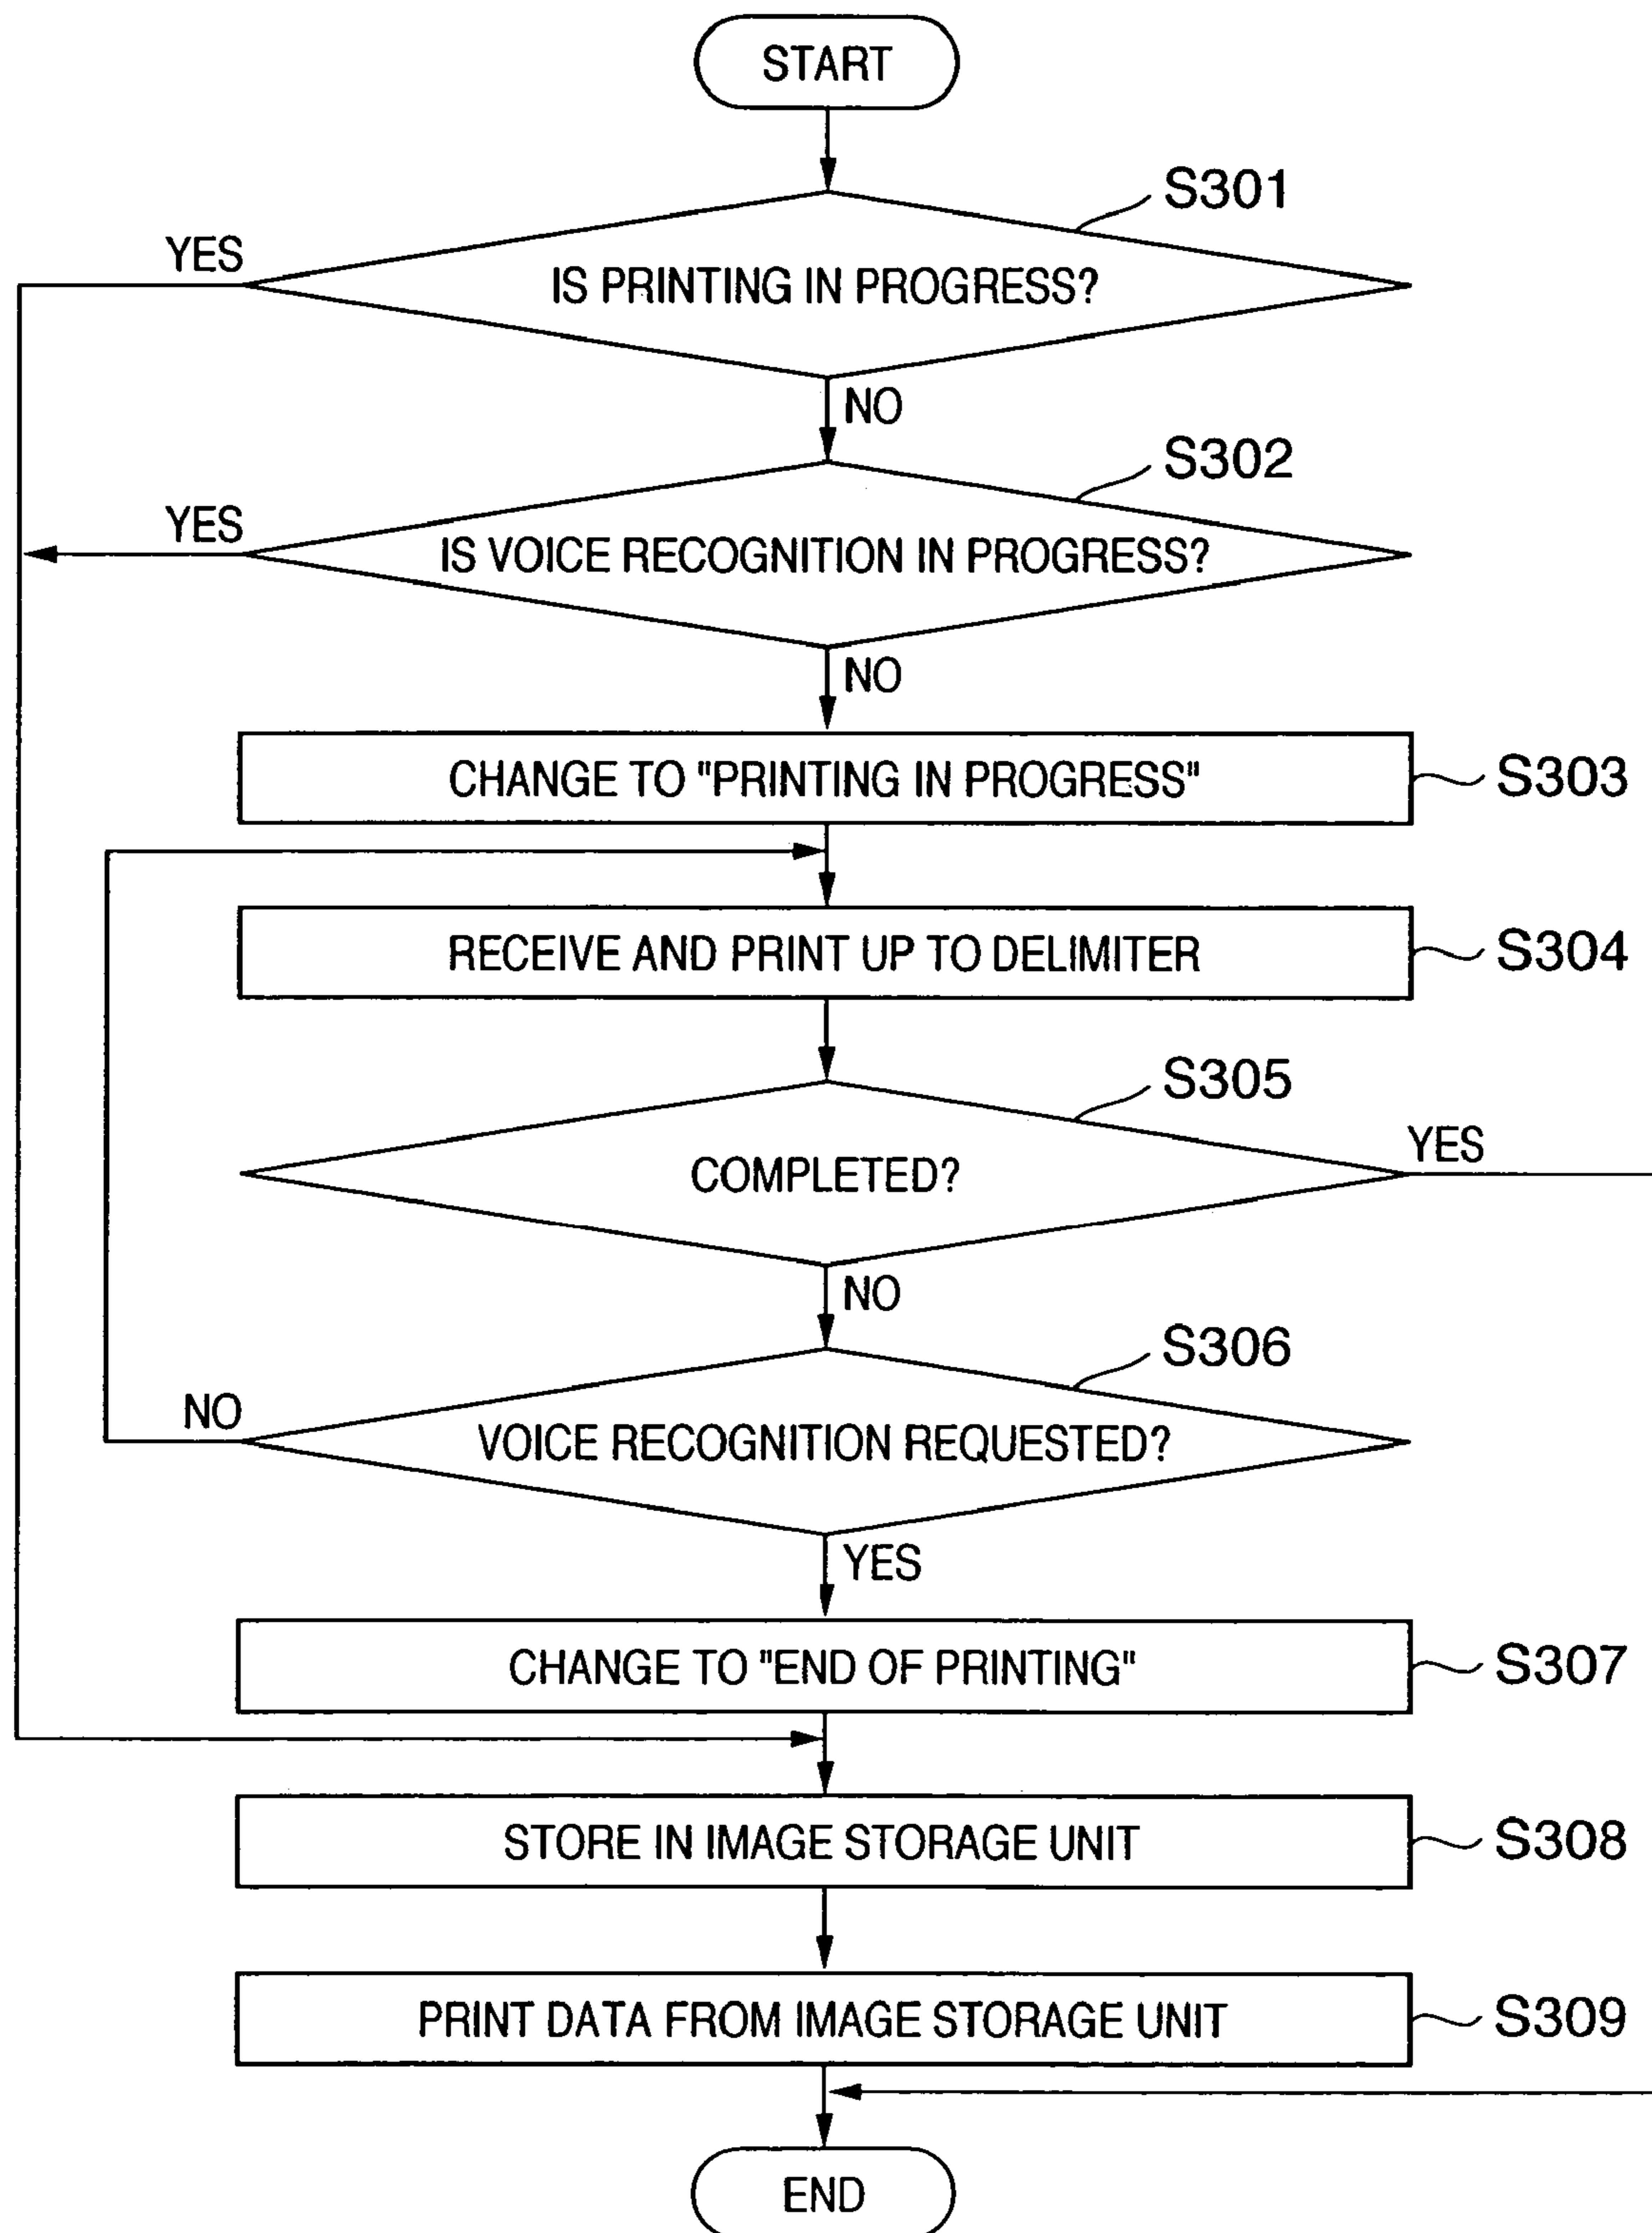 START
S301
YES
IS PRINTING IN PROGRESS?
NO
S302
YES
IS VOICE RECOGNITION IN PROGRESS?
NO
CHANGE TO "PRINTING IN PROGRESS"
S303
RECEIVE AND PRINT UP TO DELIMITER
S304
S305
YES
COMPLETED?
NO
S306
NO
VOICE RECOGNITION REQUESTED?
YES
CHANGE TO "END OF PRINTING"
S307
STORE IN IMAGE STORAGE UNIT
S308
PRINT DATA FROM IMAGE STORAGE UNIT
S309
END